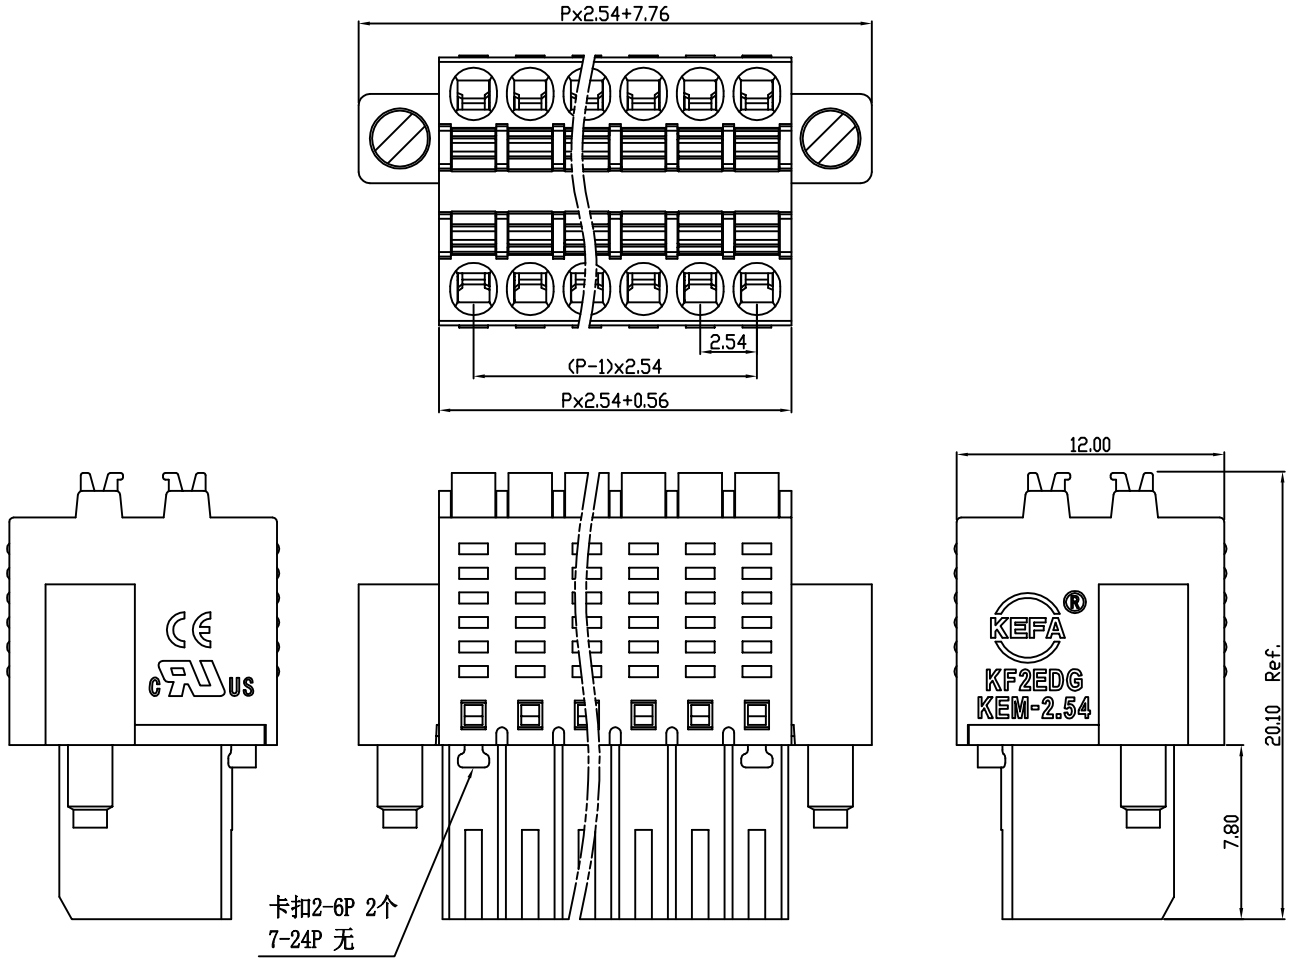 Px2.54+7.76
2.54
(P-1)x2.54
Px2.54+0.56
12.00
CE
C RU US
KEFA ®
KF2EDG
KEM-2.54
20.10 Ref.
7.80
卡扣2-6P 2个
7-24P 无